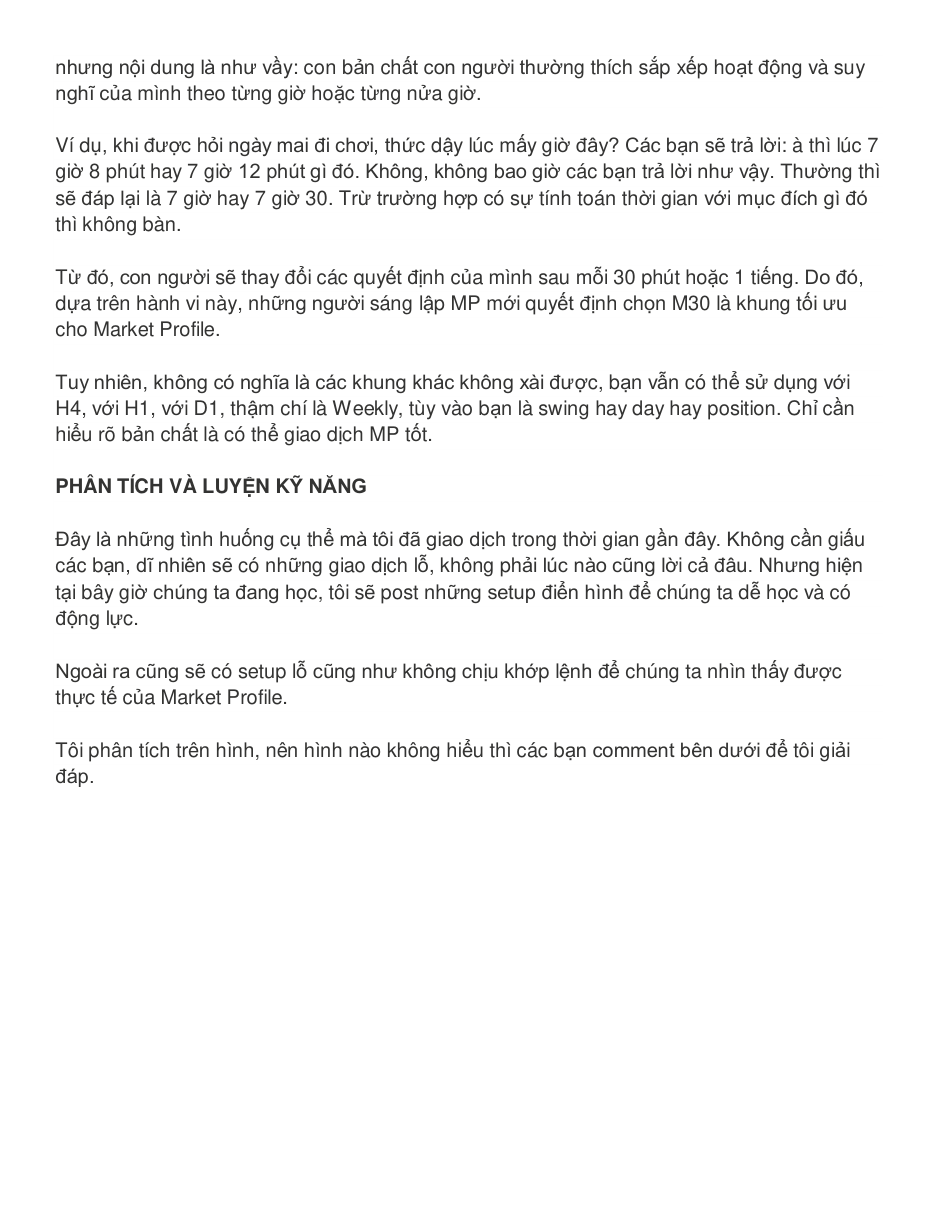 nhưng nội dung là như vầy: con bản chất con người thường thích sắp xếp hoạt động và suy
nghĩ của mình theo từng giờ hoặc từng nửa giờ.
Ví dụ, khi được hỏi ngày mai đi chơi, thức dậy lúc mấy giờ đây? Các bạn sẽ trả lời: à thì lúc 7
giờ 8 phút hay 7 giờ 12 phút gì đó. Không, không bao giờ các bạn trả lời như vậy. Thường thì
sẽ đáp lại là 7 giờ hay 7 giờ 30. Trừ trường hợp có sự tính toán thời gian với mục đích gì đó
thì không bàn.
Từ đó, con người sẽ thay đổi các quyết định của mình sau mỗi 30 phút hoặc 1 tiếng. Do đó,
dựa trên hành vi này, những người sáng lập MP mới quyết định chọn M30 là khung tối ưu
cho Market Profile.
Tuy nhiên, không có nghĩa là các khung khác không xài được, bạn vẫn có thể sử dụng với
H4, với H1, với D1, thậm chí là Weekly, tùy vào bạn là swing hay day hay position. Chỉ cần
hiểu rõ bản chất là có thể giao dịch MP tốt.
PHÂN TÍCH VÀ LUYỆN KỸ NĂNG
Đây là những tình huống cụ thể mà tôi đã giao dịch trong thời gian gần đây. Không cần giấu
các bạn, dĩ nhiên sẽ có những giao dịch lỗ, không phải lúc nào cũng lời cả đâu. Nhưng hiện
tại bây giờ chúng ta đang học, tôi sẽ post những setup điển hình để chúng ta dễ học và có
động lực.
Ngoài ra cũng sẽ có setup lỗ cũng như không chịu khớp lệnh để chúng ta nhìn thấy được
thực tế của Market Profile.
Tôi phân tích trên hình, nên hình nào không hiểu thì các bạn comment bên dưới để tôi giải
đáp.